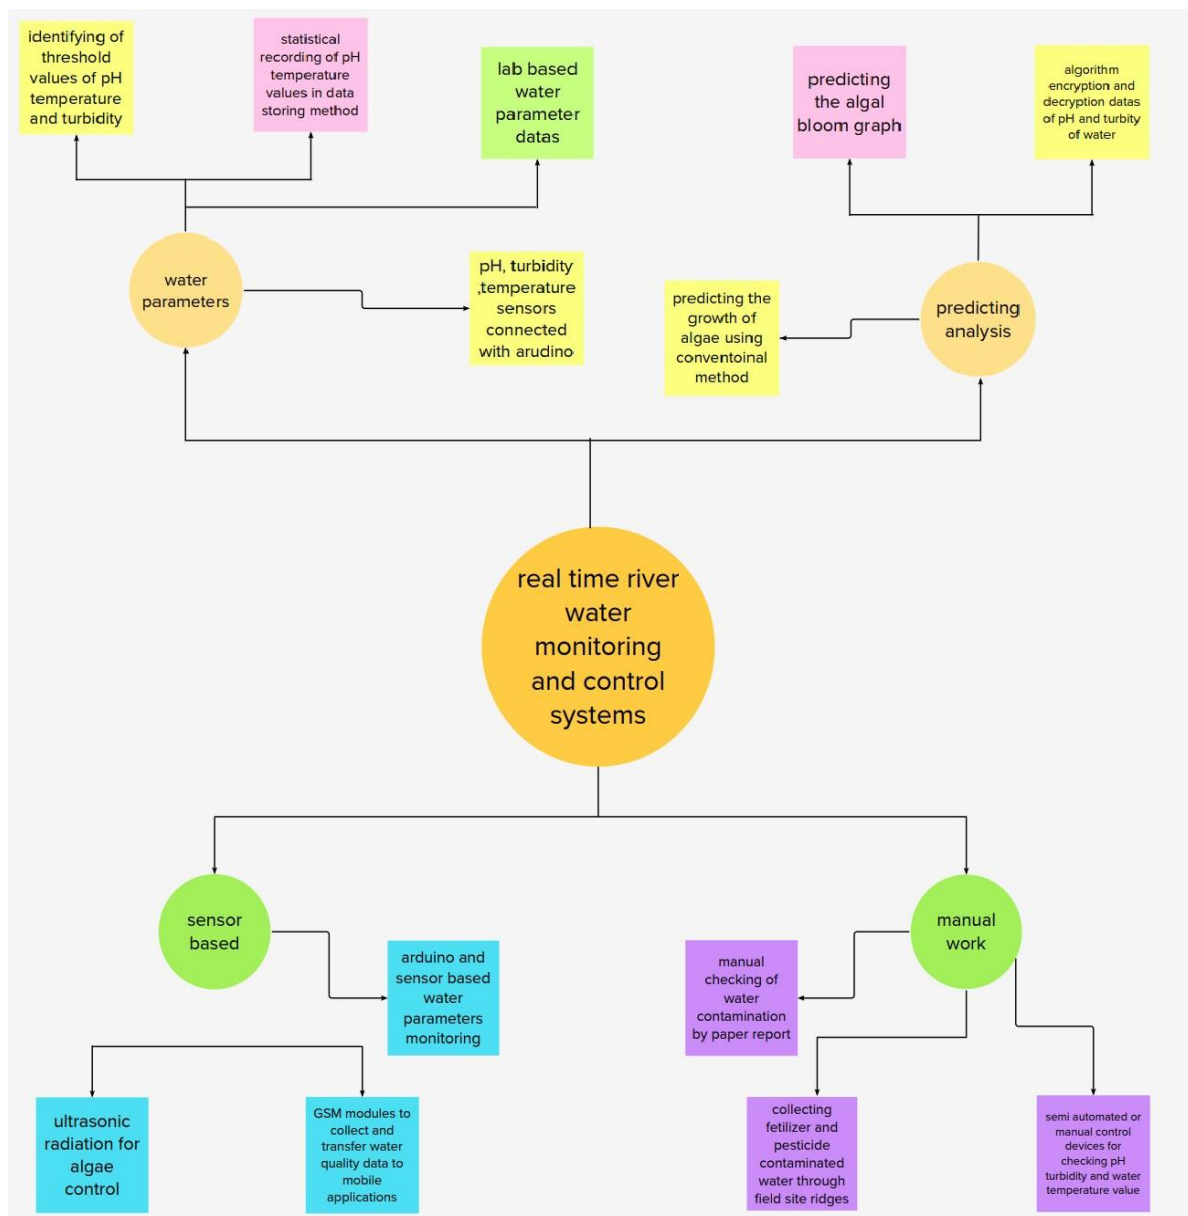 identifying of
threshold
values of pH
temperature
and turbidity
statistical
recording of pH
temperature
values in data
storing method
lab based
water
parameter
datas
predicting
the algal
bloom graph
algorithm
encryption and
decryption datas
of pH and turbity
of water
water
parameters
pH, turbidity
,temperature
sensors
connected
with arudino
predicting the
growth of
algae using
conventoinal
method
predicting
analysis
real time river
water
monitoring
and control
systems
sensor
based
arduino and
sensor based
water
parameters
monitoring
manual
checking of
water
contamination
by paper report
manual
work
ultrasonic
radiation for
algae
control
GSM modules to
collect and
transfer water
quality data to
mobile
applications
collecting
fetilizer and
pesticide
contaminated
water through
field site ridges
semi automated or
manual control
devices for
checking pH
turbidity and water
temperature value